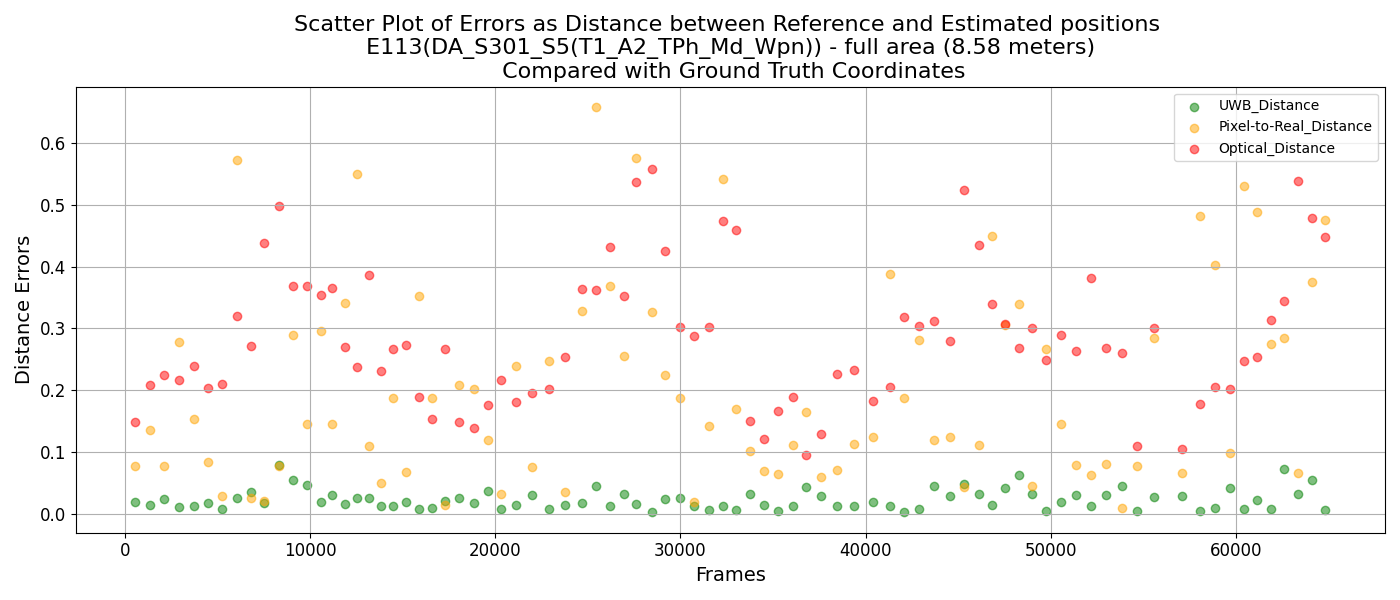 Scatter Plot of Errors as Distance between Reference and Estimated positions
E113(DA_S301_S5(T1_A2_TPh_Md_Wpn)) - full area (8.58 meters)
Compared with Ground Truth Coordinates
UWB_Distance
Pixel-to-Real_Distance
Optical_Distance
Distance Errors
0.6
0.5
0.4
0.3
0.2
0.1
0.0
0 10000 20000 30000 40000 50000 60000
Frames